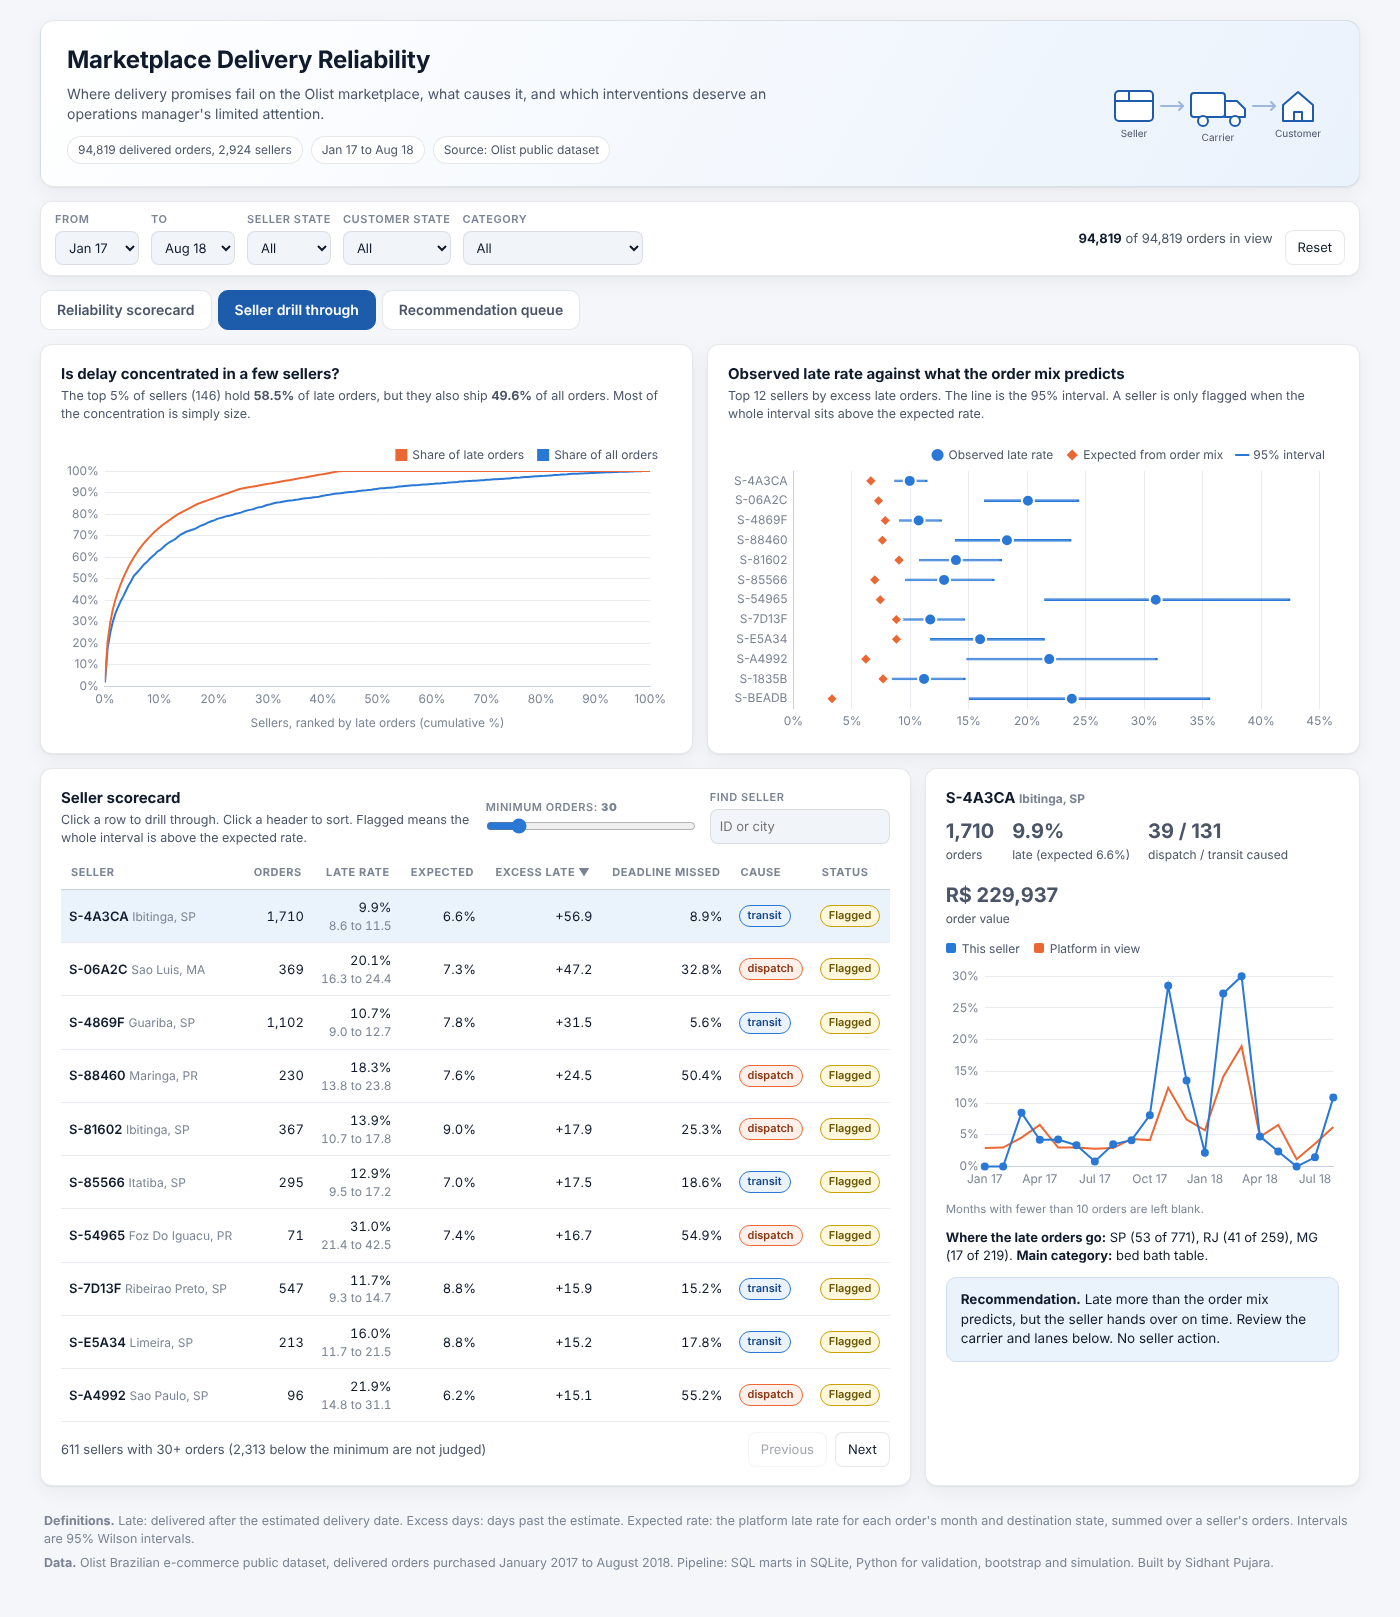 Marketplace Delivery Reliability
Where delivery promises fail on the Olist marketplace, what causes it, and which interventions deserve an
operations manager's limited attention.
94,819 delivered orders, 2,924 sellers
Jan 17 to Aug 18
Source: Olist public dataset
Seller
Carrier
Customer
FROM
TO
SELLER STATE
CUSTOMER STATE
CATEGORY
Jan 17
Aug 18
All
All
All
94,819 of 94,819 orders in view
Reset
Reliability scorecard
Seller drill through
Recommendation queue
Is delay concentrated in a few sellers?
The top 5% of sellers (146) hold 58.5% of late orders, but they also ship 49.6% of all orders. Most of
the concentration is simply size.
Share of late orders
Share of all orders
100%
90%
80%
70%
60%
50%
40%
30%
20%
10%
0%
0% 10% 20% 30% 40% 50% 60% 70% 80% 90% 100%
Sellers, ranked by late orders (cumulative %)
Observed late rate against what the order mix predicts
Top 12 sellers by excess late orders. The line is the 95% interval. A seller is only flagged when the
whole interval sits above the expected rate.
Observed late rate
Expected from order mix
95% interval
S-4A3CA
S-06A2C
S-4869F
S-88460
S-81602
S-85566
S-54965
S-7D13F
S-E5A34
S-A4992
S-1835B
S-BEADB
0% 5% 10% 15% 20% 25% 30% 35% 40% 45%
Seller scorecard
Click a row to drill through. Click a header to sort. Flagged means the
whole interval is above the expected rate.
MINIMUM ORDERS: 30
FIND SELLER
ID or city
SELLER ORDERS LATE RATE EXPECTED EXCESS LATE ▼ DEADLINE MISSED CAUSE STATUS
S-4A3CA Ibitinga, SP 1,710 9.9% 6.6% +56.9 8.9% transit Flagged
8.6 to 11.5
S-06A2C Sao Luis, MA 369 20.1% 7.3% +47.2 32.8% dispatch Flagged
16.3 to 24.4
S-4869F Guariba, SP 1,102 10.7% 7.8% +31.5 5.6% transit Flagged
9.0 to 12.7
S-88460 Maringa, PR 230 18.3% 7.6% +24.5 50.4% dispatch Flagged
13.8 to 23.8
S-81602 Ibitinga, SP 367 13.9% 9.0% +17.9 25.3% dispatch Flagged
10.7 to 17.8
S-85566 Itatiba, SP 295 12.9% 7.0% +17.5 18.6% transit Flagged
9.5 to 17.2
S-54965 Foz Do Iguacu, PR 71 31.0% 7.4% +16.7 54.9% dispatch Flagged
21.4 to 42.5
S-7D13F Ribeirao Preto, SP 547 11.7% 8.8% +15.9 15.2% transit Flagged
9.3 to 14.7
S-E5A34 Limeira, SP 213 16.0% 8.8% +15.2 17.8% transit Flagged
11.7 to 21.5
S-A4992 Sao Paulo, SP 96 21.9% 6.2% +15.1 55.2% dispatch Flagged
14.8 to 31.1
611 sellers with 30+ orders (2,313 below the minimum are not judged)
Previous
Next
S-4A3CA Ibitinga, SP
1,710 9.9% 39 / 131
orders late (expected 6.6%) dispatch / transit caused
R$ 229,937
order value
This seller
Platform in view
30%
25%
20%
15%
10%
5%
0%
Jan 17 Apr 17 Jul 17 Oct 17 Jan 18 Apr 18 Jul 18
Months with fewer than 10 orders are left blank.
Where the late orders go: SP (53 of 771), RJ (41 of 259), MG
(17 of 219). Main category: bed bath table.
Recommendation. Late more than the order mix
predicts, but the seller hands over on time. Review the
carrier and lanes below. No seller action.
Definitions. Late: delivered after the estimated delivery date. Excess days: days past the estimate. Expected rate: the platform late rate for each order's month and destination state, summed over a seller's orders. Intervals
are 95% Wilson intervals.
Data. Olist Brazilian e-commerce public dataset, delivered orders purchased January 2017 to August 2018. Pipeline: SQL marts in SQLite, Python for validation, bootstrap and simulation. Built by Sidhant Pujara.